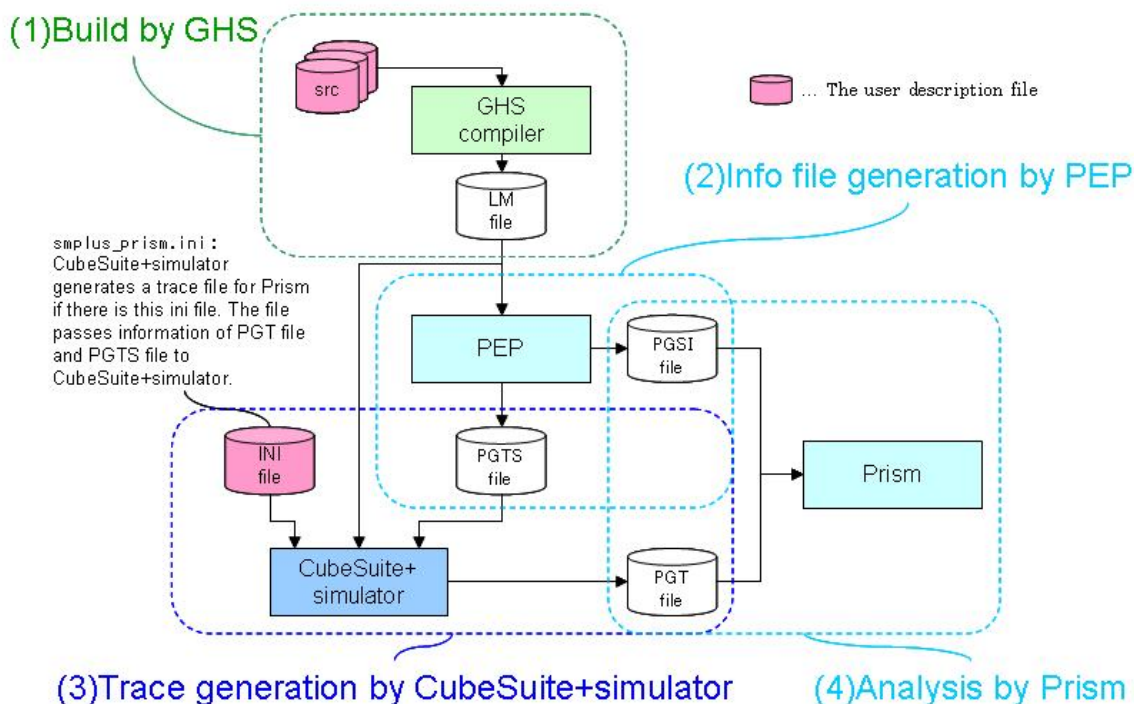 (1)Build by GHS
src
GHS
compiler
... The user description file
(2)Info file generation by PEP
LM
file
smplus_prism.ini:
CubeSuite+simulator
generates a trace file for Prism
if there is this ini file. The file
passes information of PGT file
and PGTS file to
CubeSuite+simulator.
PEP
PGSI
file
INI
file
PGTS
file
Prism
CubeSuite+
simulator
PGT
file
(3)Trace generation by CubeSuite+simulator
(4)Analysis by Prism